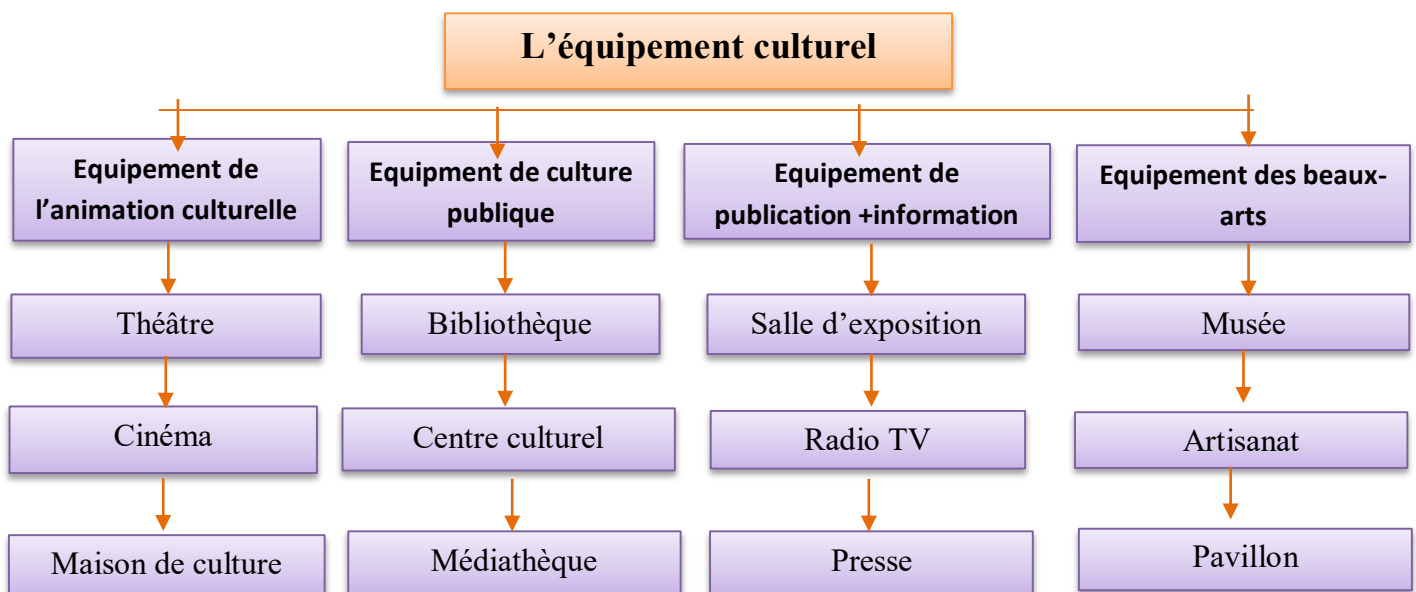 L’équipement culturel
Equipement de
l’animation culturelle
Equipment de culture
publique
Equipement de
publication +information
Equipement des beaux-
arts
Théâtre
Bibliothèque
Salle d’exposition
Musée
Cinéma
Centre culturel
Radio TV
Artisanat
Maison de culture
Médiathèque
Presse
Pavillon